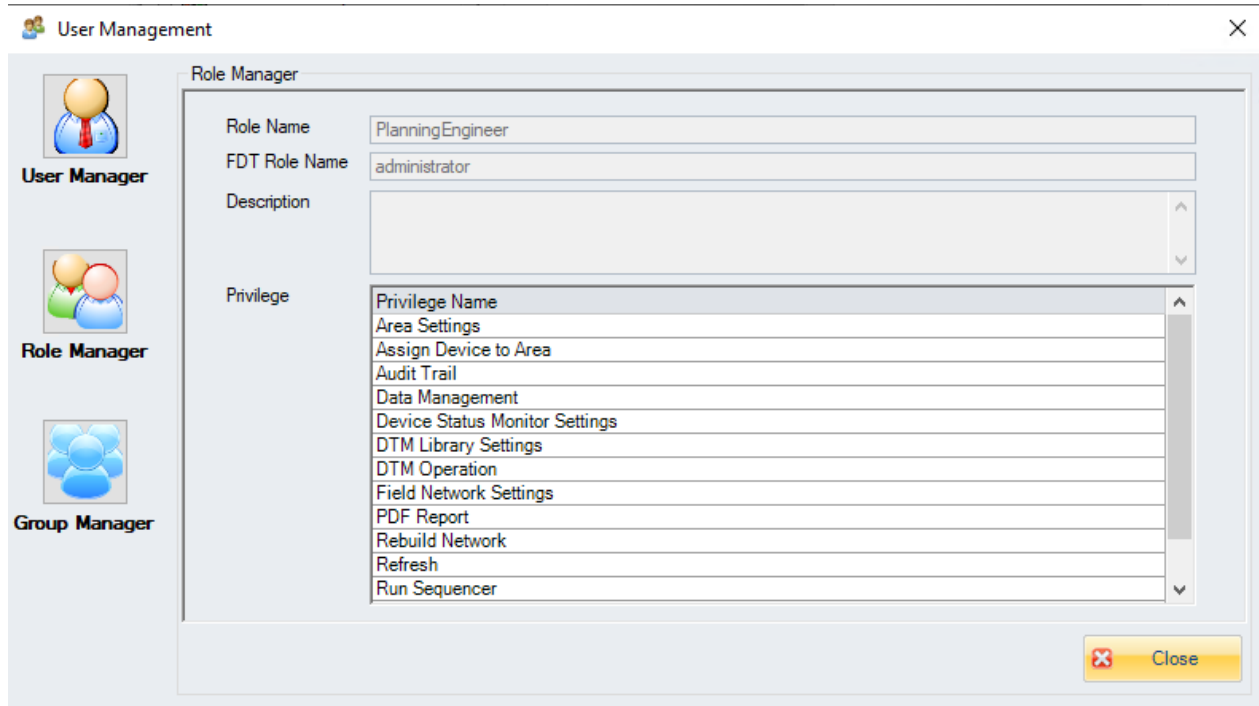 User Management
User Manager
Role Manager
Group Manager
Role Manager
Role Name PlanningEngineer
FDT Role Name administrator
Description
Privilege
Privilege Name
Area Settings
Assign Device to Area
Audit Trail
Data Management
Device Status Monitor Settings
DTM Library Settings
DTM Operation
Field Network Settings
PDF Report
Rebuild Network
Refresh
Run Sequencer
Close